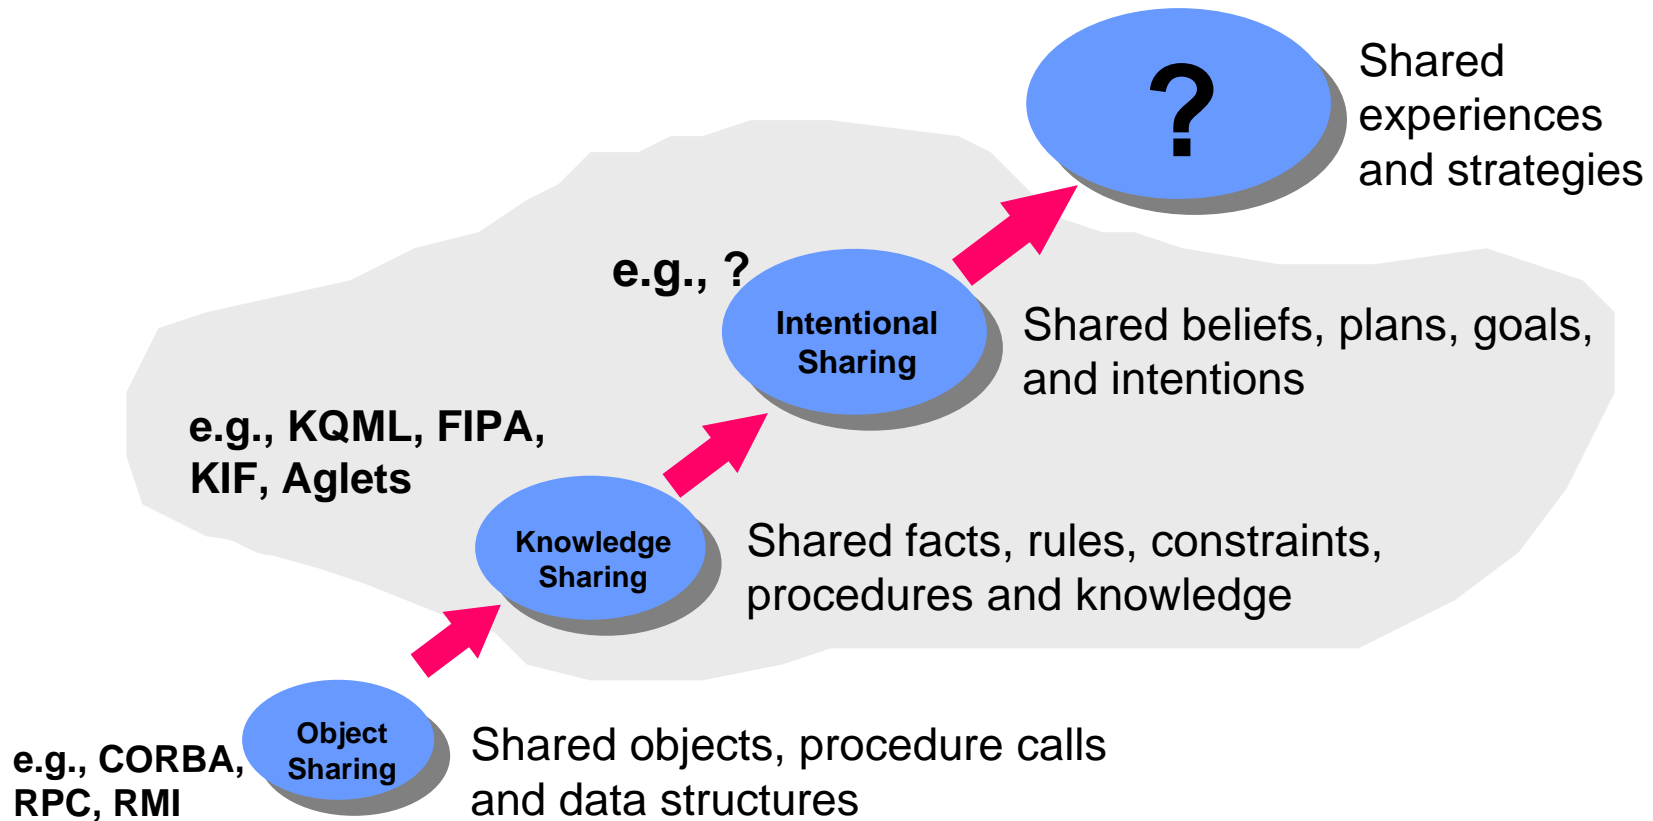 ?
Shared
experiences
and strategies
e.g., ?
Intentional
Sharing
Shared beliefs, plans, goals,
and intentions
e.g., KQML, FIPA,
KIF, Aglets
Knowledge
Sharing
Shared facts, rules, constraints,
procedures and knowledge
e.g., CORBA,
RPC, RMI
Object
Sharing
Shared objects, procedure calls
and data structures